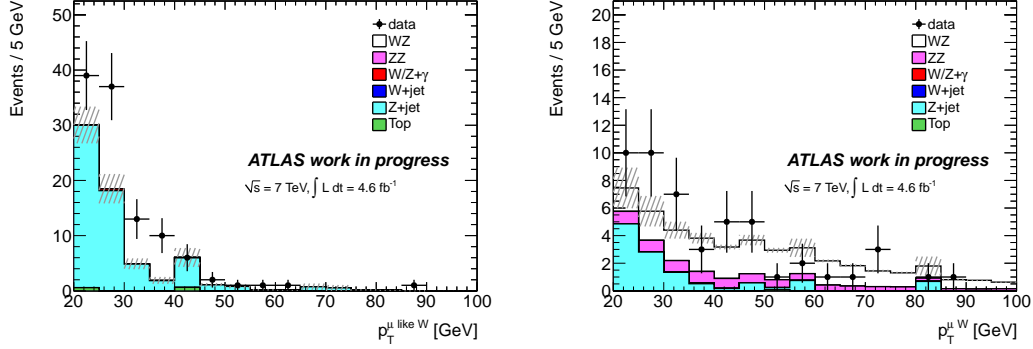 Events / 5 GeV
50
40
30
20
10
0
20 30 40 50 60 70 80 90 100
p_T^{μ like W} [GeV]
data
WZ
ZZ
W/Z+γ
W+jet
Z+jet
Top
ATLAS work in progress
√s = 7 TeV, ∫ L dt = 4.6 fb⁻¹
Events / 5 GeV
20
18
16
14
12
10
8
6
4
2
0
20 30 40 50 60 70 80 90 100
p_T^{μ W} [GeV]
data
WZ
ZZ
W/Z+γ
W+jet
Z+jet
Top
ATLAS work in progress
√s = 7 TeV, ∫ L dt = 4.6 fb⁻¹